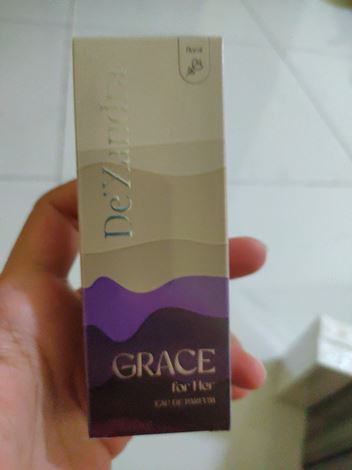 floral
De'Zandra
GRACE
for Her
EAU DE PARFUM